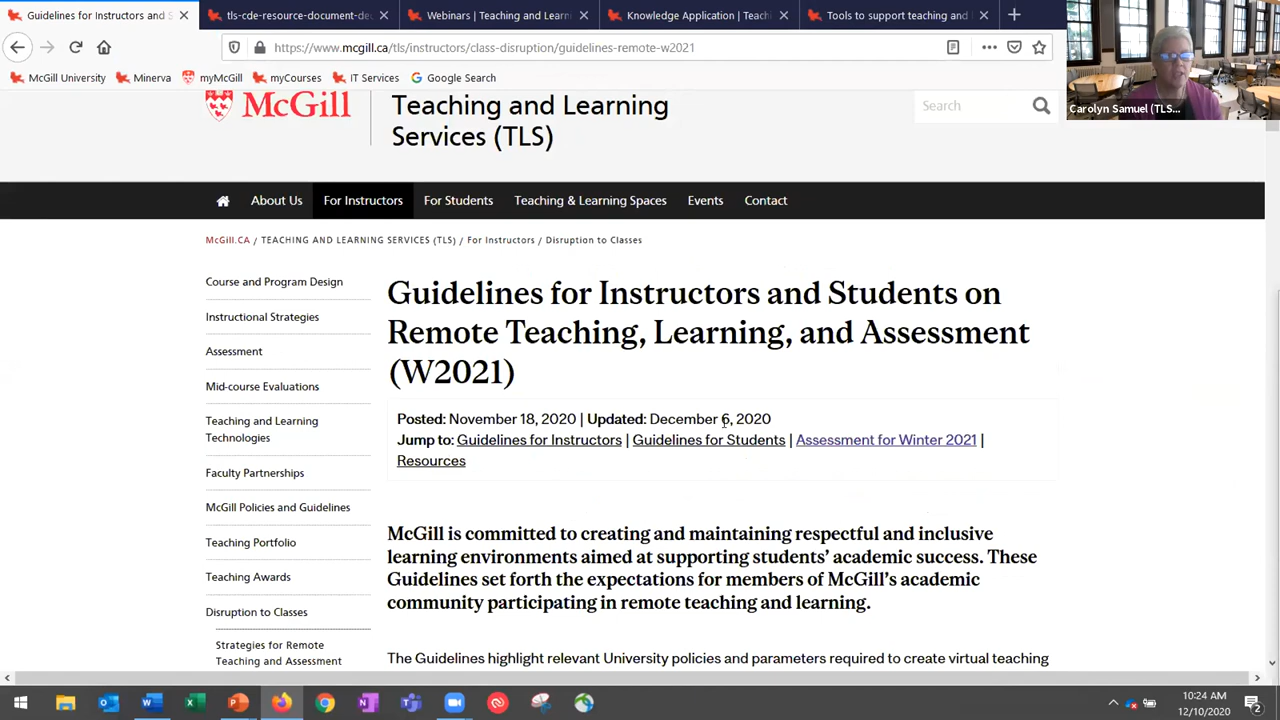 Guidelines for Instructors and S
tls-cde-resource-document-de
Webinars | Teaching and Learn
Knowledge Application | Teach
Tools to support teaching and
https://www.mcgill.ca/tls/instructors/class-disruption/guidelines-remote-w2021
McGill University
Minerva
myMcGill
myCourses
IT Services
Google Search
Carolyn Samuel (TLS...
McGill
Teaching and Learning
Services (TLS)
Search
About Us
For Instructors
For Students
Teaching & Learning Spaces
Events
Contact
McGill.CA / TEACHING AND LEARNING SERVICES (TLS) / For Instructors / Disruption to Classes
Course and Program Design
Instructional Strategies
Assessment
Mid-course Evaluations
Teaching and Learning
Technologies
Faculty Partnerships
McGill Policies and Guidelines
Teaching Portfolio
Teaching Awards
Disruption to Classes
Strategies for Remote
Teaching and Assessment
Guidelines for Instructors and Students on
Remote Teaching, Learning, and Assessment
(W2021)
Posted: November 18, 2020 | Updated: December 6, 2020
Jump to: Guidelines for Instructors | Guidelines for Students | Assessment for Winter 2021 |
Resources
McGill is committed to creating and maintaining respectful and inclusive
learning environments aimed at supporting students' academic success. These
Guidelines set forth the expectations for members of McGill's academic
community participating in remote teaching and learning.
The Guidelines highlight relevant University policies and parameters required to create virtual teaching
10:24 AM
12/10/2020
2